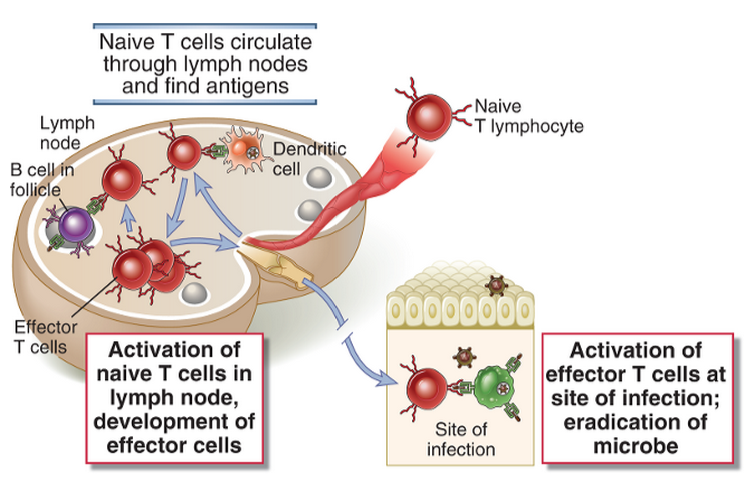 Naive T cells circulate
through lymph nodes
and find antigens
Naive
T lymphocyte
Lymph
node
Dendritic
cell
B cell in
follicle
Effector
T cells
Activation of
naive T cells in
lymph node,
development of
effector cells
Site of
infection
Activation of
effector T cells at
site of infection;
eradication of
microbe